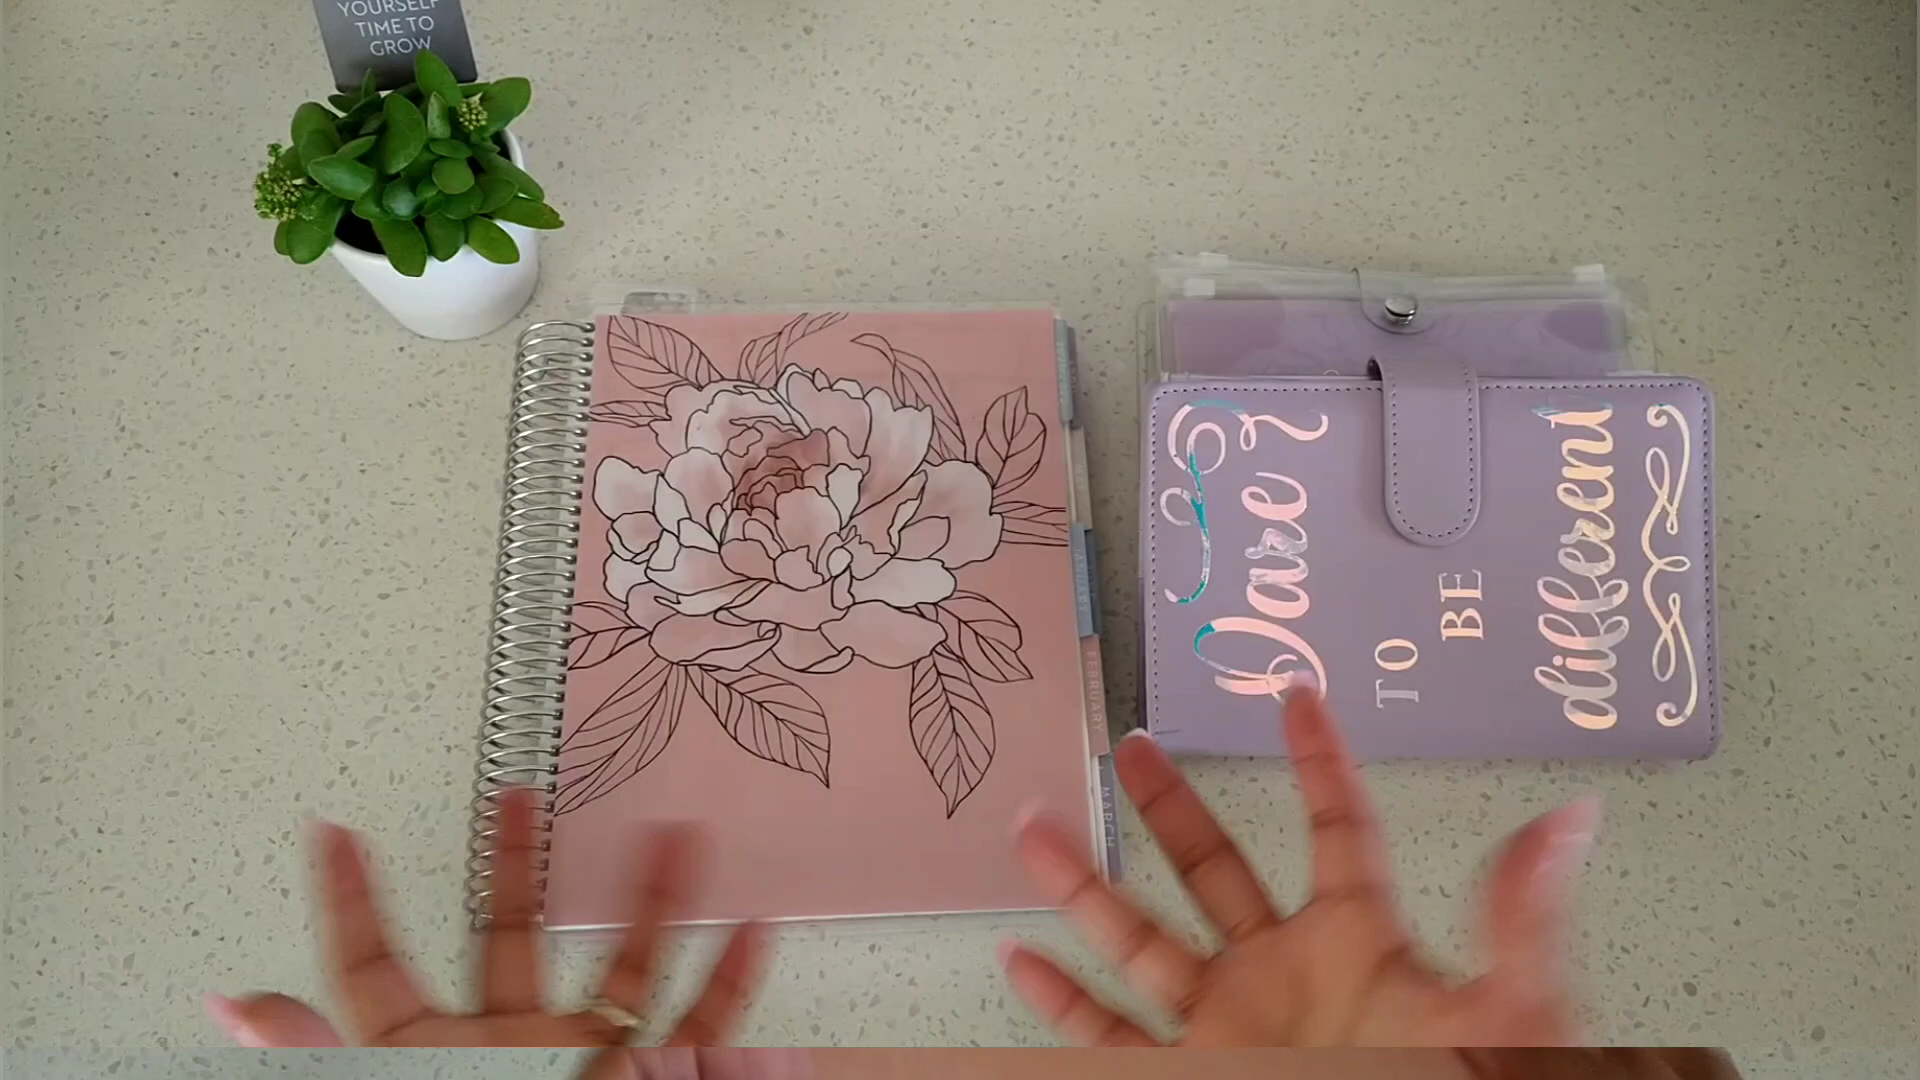 YOURSELF
TIME TO
GROW
FEBRUARY
MARCH
Dare
TO
BE
different